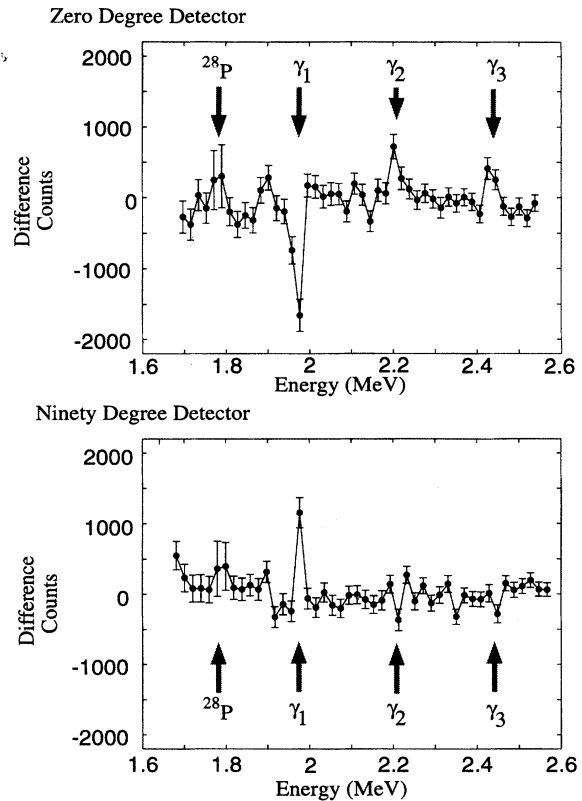 Zero Degree Detector
2000
1000
0
-1000
-2000
Difference
Counts
²⁸P
γ₁
γ₂
γ₃
1.6
1.8
2
2.2
2.4
2.6
Energy (MeV)
Ninety Degree Detector
2000
1000
0
-1000
-2000
Difference
Counts
²⁸P
γ₁
γ₂
γ₃
1.6
1.8
2
2.2
2.4
2.6
Energy (MeV)